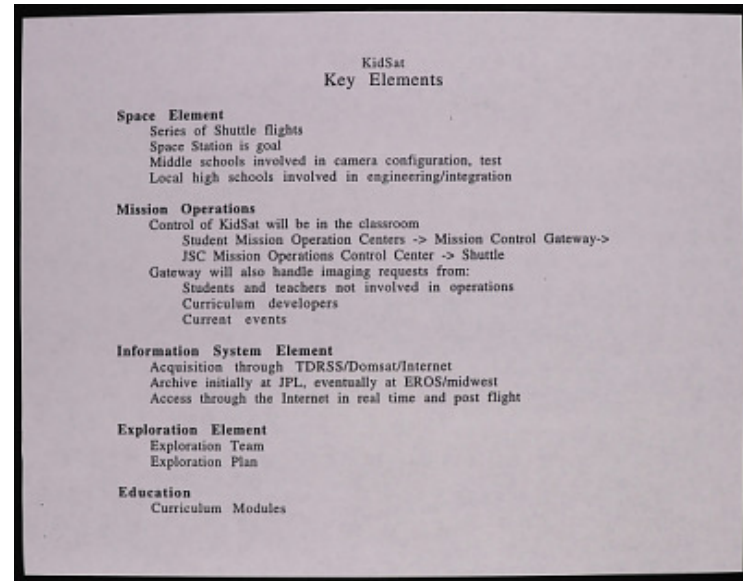 KidSat
Key Elements
Space Element
Series of Shuttle flights
Space Station is goal
Middle schools involved in camera configuration, test
Local high schools involved in engineering/integration
Mission Operations
Control of KidSat will be in the classroom
Student Mission Operation Centers -> Mission Control Gateway->
JSC Mission Operations Control Center -> Shuttle
Gateway will also handle imaging requests from:
Students and teachers not involved in operations
Curriculum developers
Current events
Information System Element
Acquisition through TDRSS/Domsat/Internet
Archive initially at JPL, eventually at EROS/midwest
Access through the Internet in real time and post flight
Exploration Element
Exploration Team
Exploration Plan
Education
Curriculum Modules